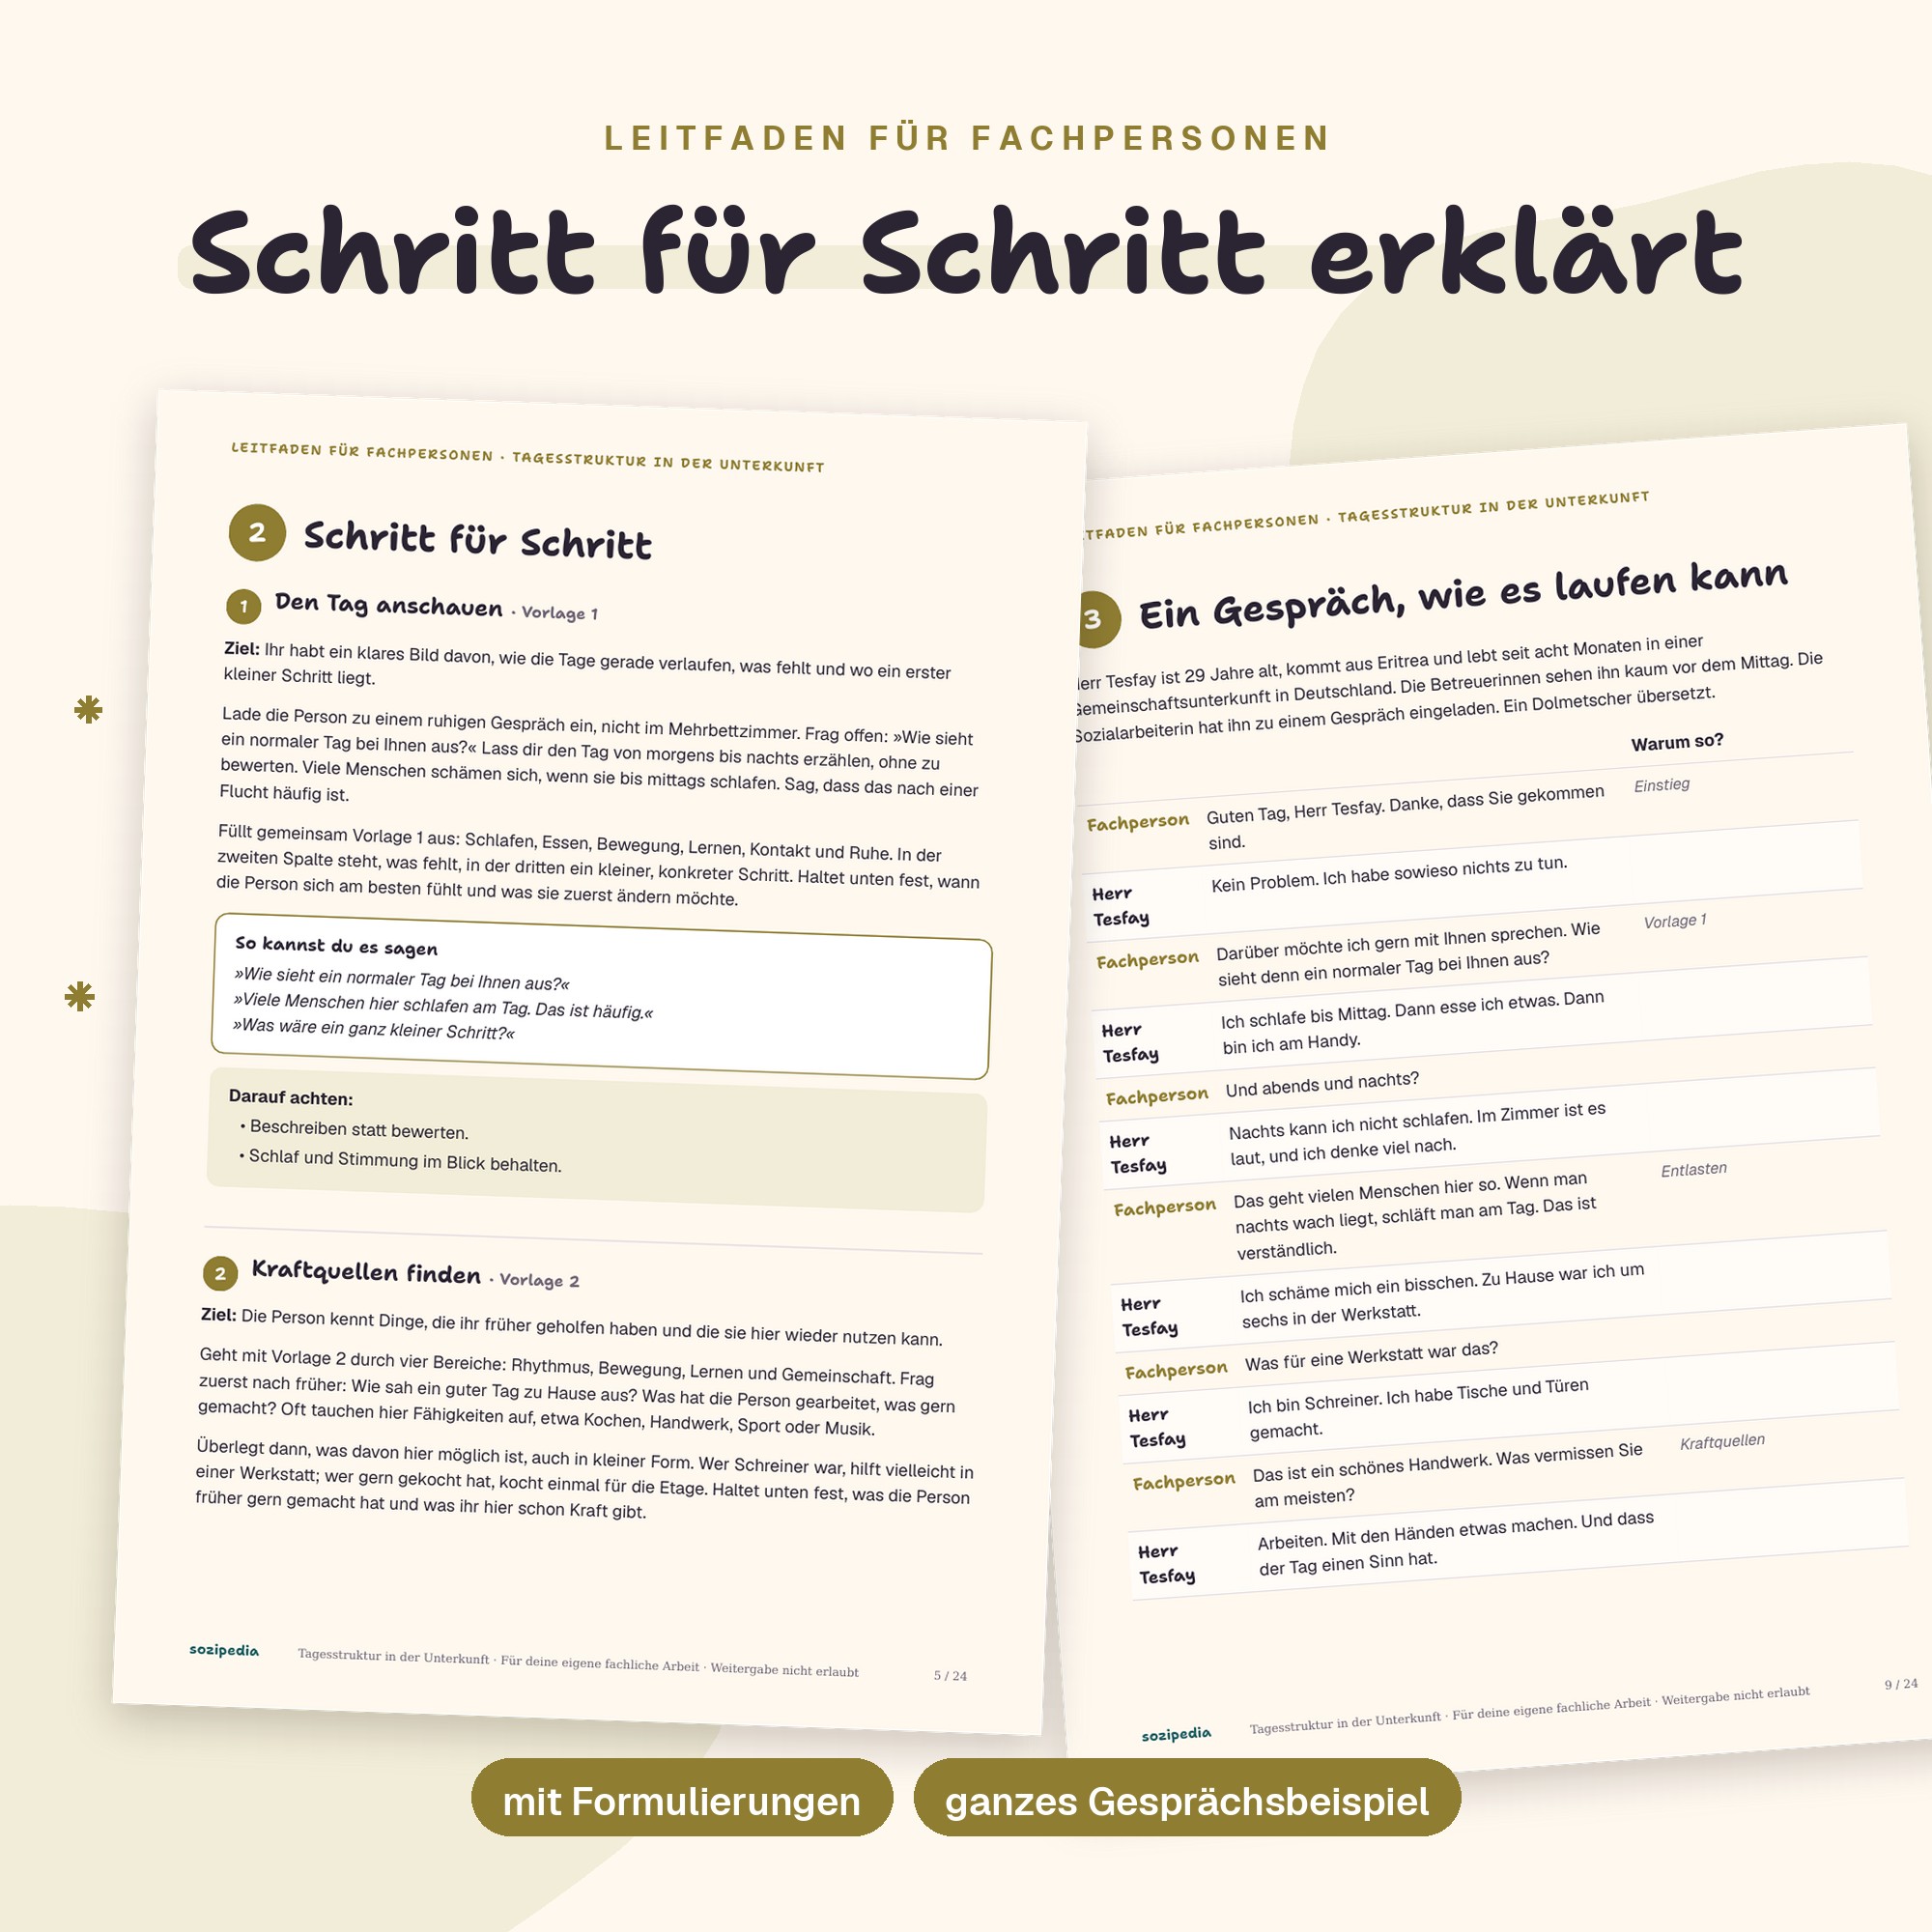 LEITFADEN FÜR FACHPERSONEN
Schritt für Schritt erklärt
LEITFADEN FÜR FACHPERSONEN · TAGESSTRUKTUR IN DER UNTERKUNFT
2 Schritt für Schritt
1 Den Tag anschauen · Vorlage 1
Ziel: Ihr habt ein klares Bild davon, wie die Tage gerade verlaufen, was fehlt und wo ein erster
kleiner Schritt liegt.
Lade die Person zu einem ruhigen Gespräch ein, nicht im Mehrbettzimmer. Frag offen: »Wie sieht
ein normaler Tag bei Ihnen aus?« Lass dir den Tag von morgens bis nachts erzählen, ohne zu
bewerten. Viele Menschen schämen sich, wenn sie bis mittags schlafen. Sag, dass das nach einer
Flucht häufig ist.
Füllt gemeinsam Vorlage 1 aus: Schlafen, Essen, Bewegung, Lernen, Kontakt und Ruhe. In der
zweiten Spalte steht, was fehlt, in der dritten ein kleiner, konkreter Schritt. Haltet unten fest, wann
die Person sich am besten fühlt und was sie zuerst ändern möchte.
So kannst du es sagen
»Wie sieht ein normaler Tag bei Ihnen aus?«
»Viele Menschen hier schlafen am Tag. Das ist häufig.«
»Was wäre ein ganz kleiner Schritt?«
Darauf achten:
• Beschreiben statt bewerten.
• Schlaf und Stimmung im Blick behalten.
2 Kraftquellen finden · Vorlage 2
Ziel: Die Person kennt Dinge, die ihr früher geholfen haben und die sie hier wieder nutzen kann.
Geht mit Vorlage 2 durch vier Bereiche: Rhythmus, Bewegung, Lernen und Gemeinschaft. Frag
zuerst nach früher: Wie sah ein guter Tag zu Hause aus? Was hat die Person gearbeitet, was gern
gemacht? Oft tauchen hier Fähigkeiten auf, etwa Kochen, Handwerk, Sport oder Musik.
Überlegt dann, was davon hier möglich ist, auch in kleiner Form. Wer Schreiner war, hilft vielleicht in
einer Werkstatt; wer gern gekocht hat, kocht einmal für die Etage. Haltet unten fest, was die Person
früher gern gemacht hat und was ihr hier schon Kraft gibt.
sozipedia Tagesstruktur in der Unterkunft · Für deine eigene fachliche Arbeit · Weitergabe nicht erlaubt 5 / 24
TFADEN FÜR FACHPERSONEN · TAGESSTRUKTUR IN DER UNTERKUNFT
3 Ein Gespräch, wie es laufen kann
Herr Tesfay ist 29 Jahre alt, kommt aus Eritrea und lebt seit acht Monaten in einer
Gemeinschaftsunterkunft in Deutschland. Die Betreuerinnen sehen ihn kaum vor dem Mittag. Die
Sozialarbeiterin hat ihn zu einem Gespräch eingeladen. Ein Dolmetscher übersetzt.
Warum so?
Fachperson Guten Tag, Herr Tesfay. Danke, dass Sie gekommen Einstieg
sind.
Herr Kein Problem. Ich habe sowieso nichts zu tun.
Tesfay
Fachperson Darüber möchte ich gern mit Ihnen sprechen. Wie Vorlage 1
sieht denn ein normaler Tag bei Ihnen aus?
Herr Ich schlafe bis Mittag. Dann esse ich etwas. Dann
Tesfay bin ich am Handy.
Fachperson Und abends und nachts?
Herr Nachts kann ich nicht schlafen. Im Zimmer ist es
Tesfay laut, und ich denke viel nach.
Fachperson Das geht vielen Menschen hier so. Wenn man Entlasten
nachts wach liegt, schläft man am Tag. Das ist
verständlich.
Herr Ich schäme mich ein bisschen. Zu Hause war ich um
Tesfay sechs in der Werkstatt.
Fachperson Was für eine Werkstatt war das?
Herr Ich bin Schreiner. Ich habe Tische und Türen
Tesfay gemacht.
Fachperson Das ist ein schönes Handwerk. Was vermissen Sie Kraftquellen
am meisten?
Herr Arbeiten. Mit den Händen etwas machen. Und dass
Tesfay der Tag einen Sinn hat.
sozipedia Tagesstruktur in der Unterkunft · Für deine eigene fachliche Arbeit · Weitergabe nicht erlaubt 9 / 24
mit Formulierungen
ganzes Gesprächsbeispiel